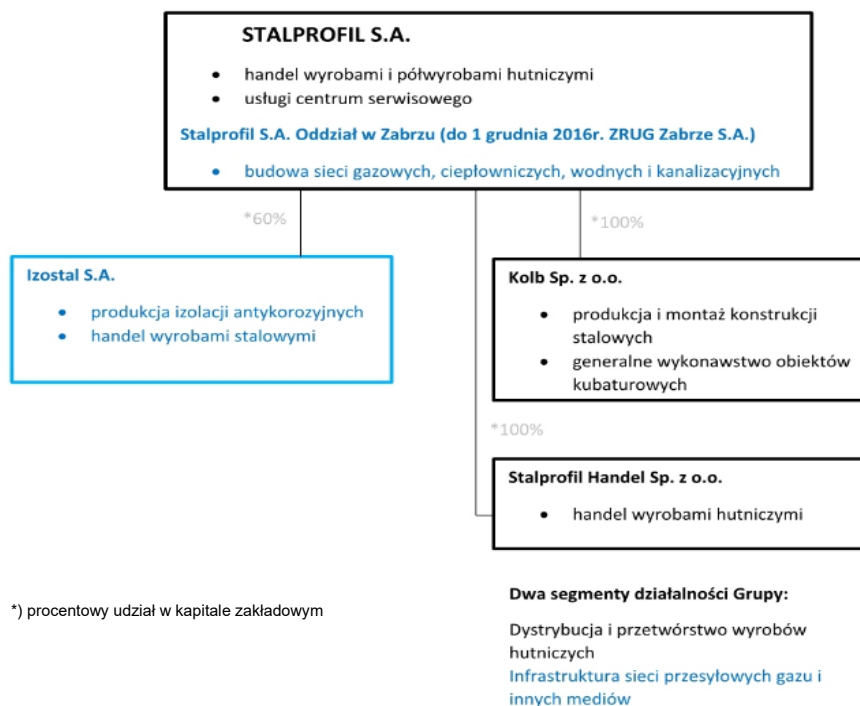 STALPROFIL S.A.
• handel wyrobami i półwyrobami hutniczymi
• usługi centrum serwisowego
Stalprofil S.A. Oddział w Zabrzu (do 1 grudnia 2016r. ZRUG Zabrze S.A.)
• budowa sieci gazowych, ciepłowniczych, wodnych i kanalizacyjnych
*60%
*100%
Izostal S.A.
• produkcja izolacji antykorozyjnych
• handel wyrobami stalowymi
Kolb Sp. z o.o.
• produkcja i montaż konstrukcji
stalowych
• generalne wykonawstwo obiektów
kubaturowych
*100%
Stalprofil Handel Sp. z o.o.
• handel wyrobami hutniczymi
*) procentowy udział w kapitale zakładowym
Dwa segmenty działalności Grupy:
Dystrybucja i przetwórstwo wyrobów
hutniczych
Infrastruktura sieci przesyłowych gazu i
innych mediów